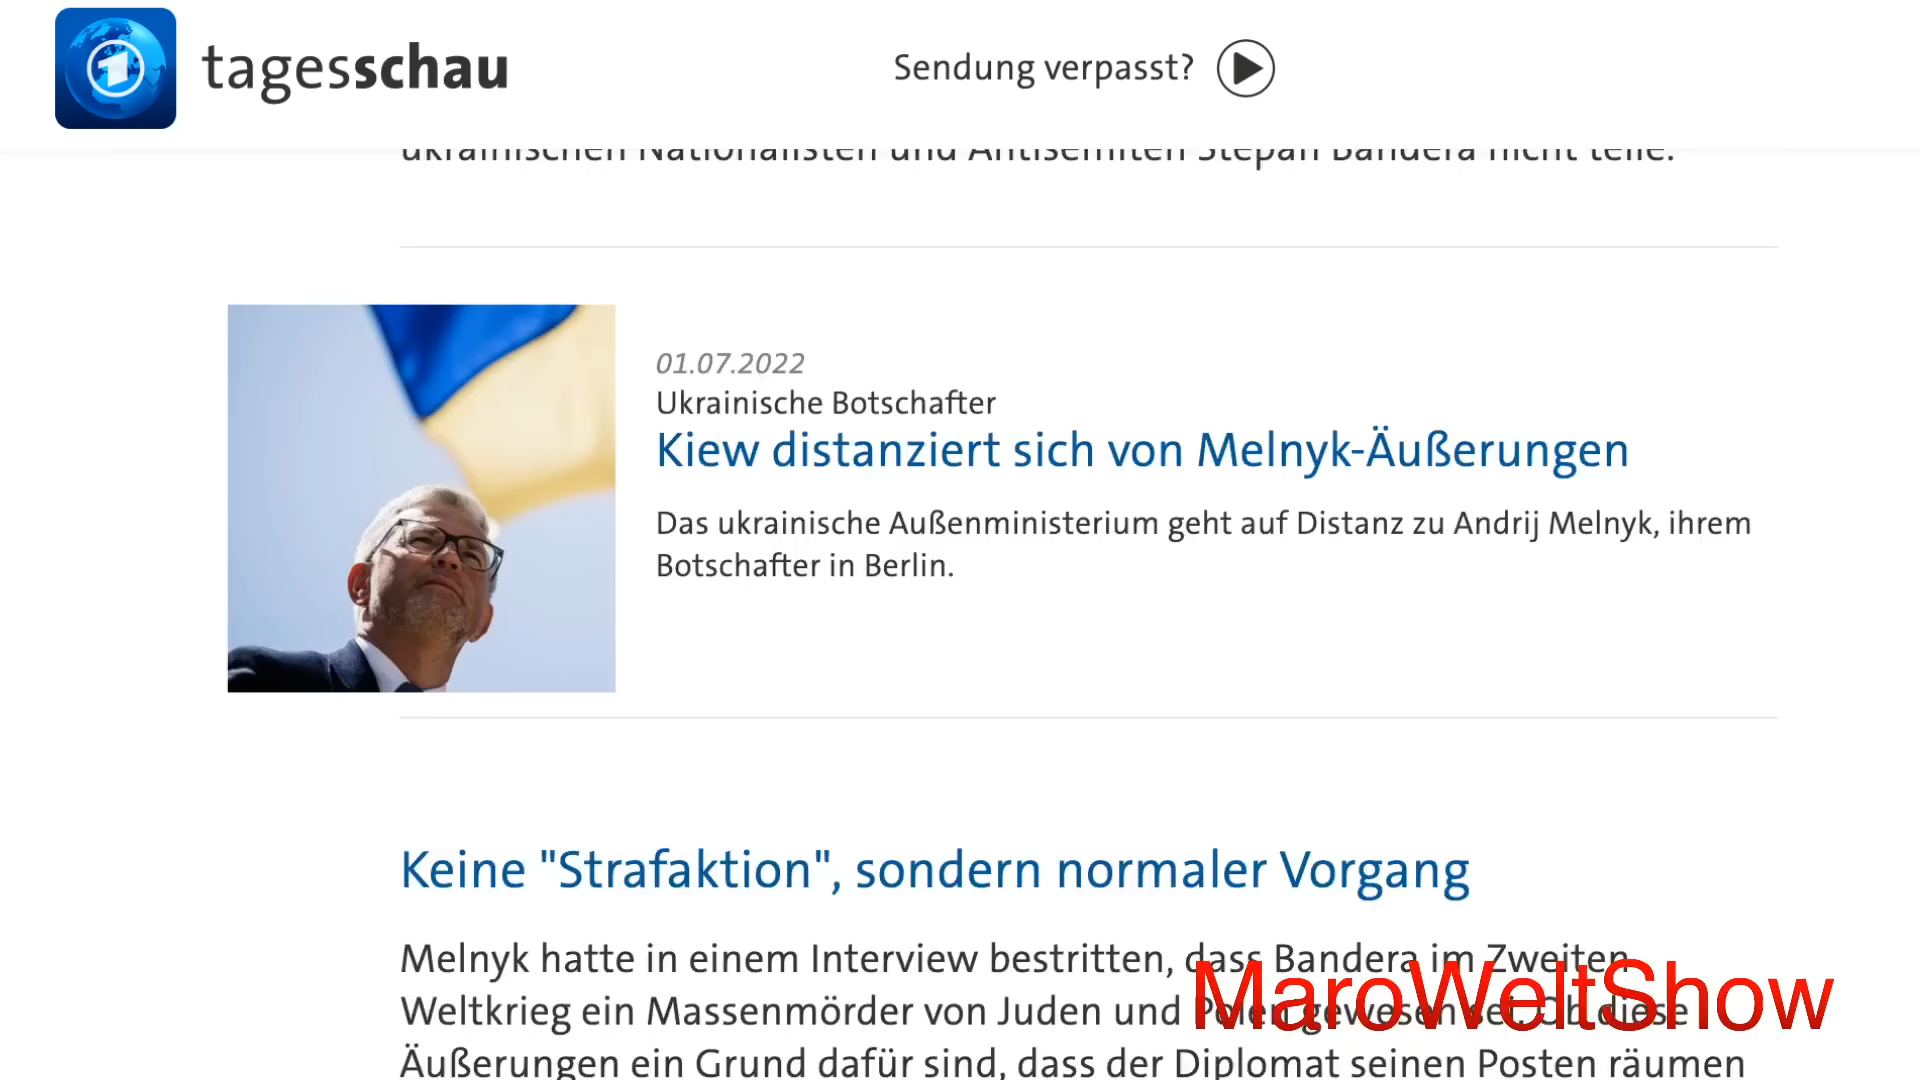 tagesschau
Sendung verpasst?
ukrainischen Nationalisten und Antisemiten Stepan Bandera nicht teile.
01.07.2022
Ukrainische Botschafter
Kiew distanziert sich von Melnyk-Äußerungen
Das ukrainische Außenministerium geht auf Distanz zu Andrij Melnyk, ihrem
Botschafter in Berlin.
Keine "Strafaktion", sondern normaler Vorgang
Melnyk hatte in einem Interview bestritten, dass Bandera im Zweiten
Weltkrieg ein Massenmörder von Juden und Polen gewesen sei. Ob diese
MaroWeltShow
Äußerungen ein Grund dafür sind, dass der Diplomat seinen Posten räumen